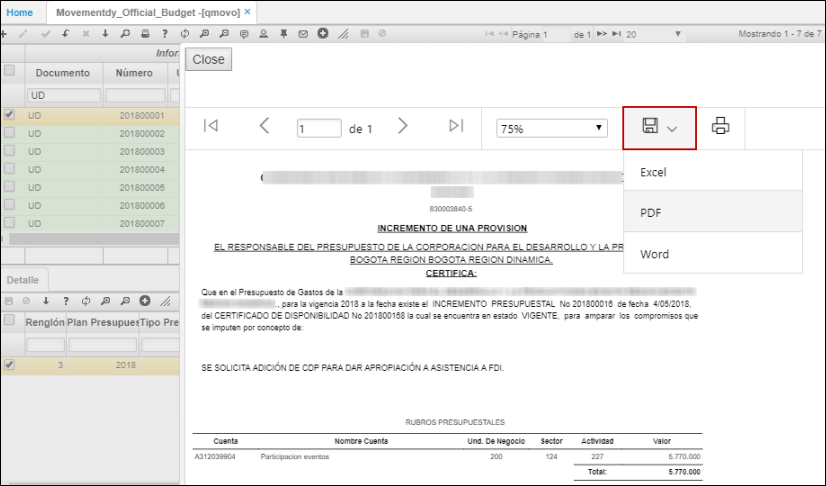 Home Movementdy_Official_Budget -[qmovo] ×
Página 1 de 1 20 Mostrando 1 - 7 de 7
Infor
Documento Número U
UD
UD 201800001
UD 201800002
UD 201800003
UD 201800004
UD 201800005
UD 201800006
UD 201800007
Detalle
Renglón Plan Presupues Tipo Pre
3 2018
Close
1 de 1 75%
Excel
PDF
Word
830003840-5
INCREMENTO DE UNA PROVISION
EL RESPONSABLE DEL PRESUPUESTO DE LA CORPORACION PARA EL DESARROLLO Y LA PR
BOGOTA REGION BOGOTA REGION DINAMICA.
CERTIFICA:
Que en el Presupuesto de Gastos de la
., para la vigencia 2018 a la fecha existe el INCREMENTO PRESUPUESTAL No 201800016 de fecha 4/05/2018,
del CERTIFICADO DE DISPONIBILIDAD No 201800168 la cual se encuentra en estado VIGENTE, para amparar los compromisos que
se imputen por concepto de:
SE SOLICITA ADICIÓN DE CDP PARA DAR APROPIACIÓN A ASISTENCIA A FDI.
RUBROS PRESUPUESTALES
Cuenta Nombre Cuenta Und. De Negocio Sector Actividad Valor
A312039904 Participacion eventos 200 124 227 5.770.000
Total: 5.770.000